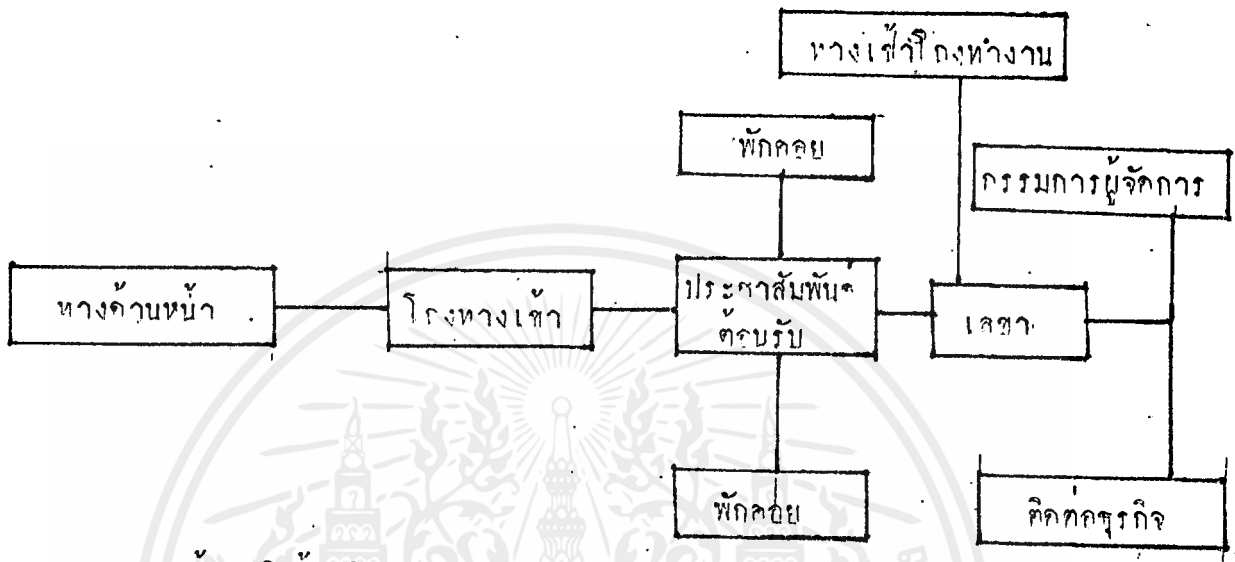 ทางเข้าโถงทำงาน
พักคอย
กรรมการผู้จัดการ
ทางด้านหน้า
โถงทางเข้า
ประชาสัมพันธ์
ต้อนรับ
เลขา
พักคอย
ติดต่อธุรกิจ